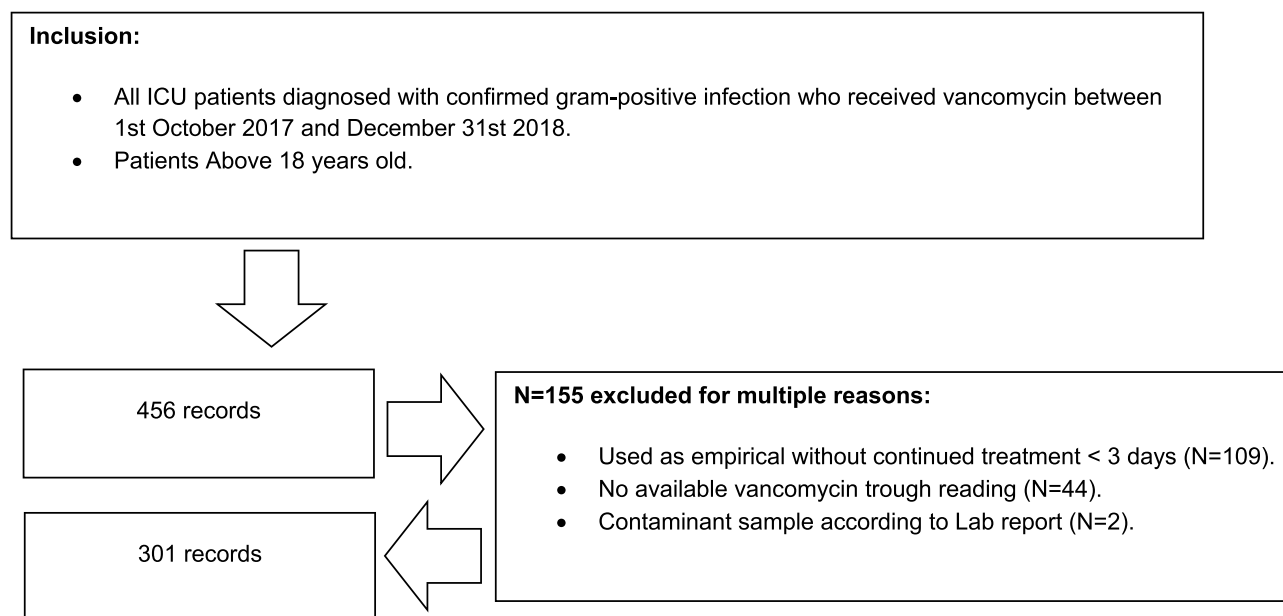 Inclusion:
• All ICU patients diagnosed with confirmed gram-positive infection who received vancomycin between
1st October 2017 and December 31st 2018.
• Patients Above 18 years old.
456 records
N=155 excluded for multiple reasons:
• Used as empirical without continued treatment < 3 days (N=109).
• No available vancomycin trough reading (N=44).
• Contaminant sample according to Lab report (N=2).
301 records